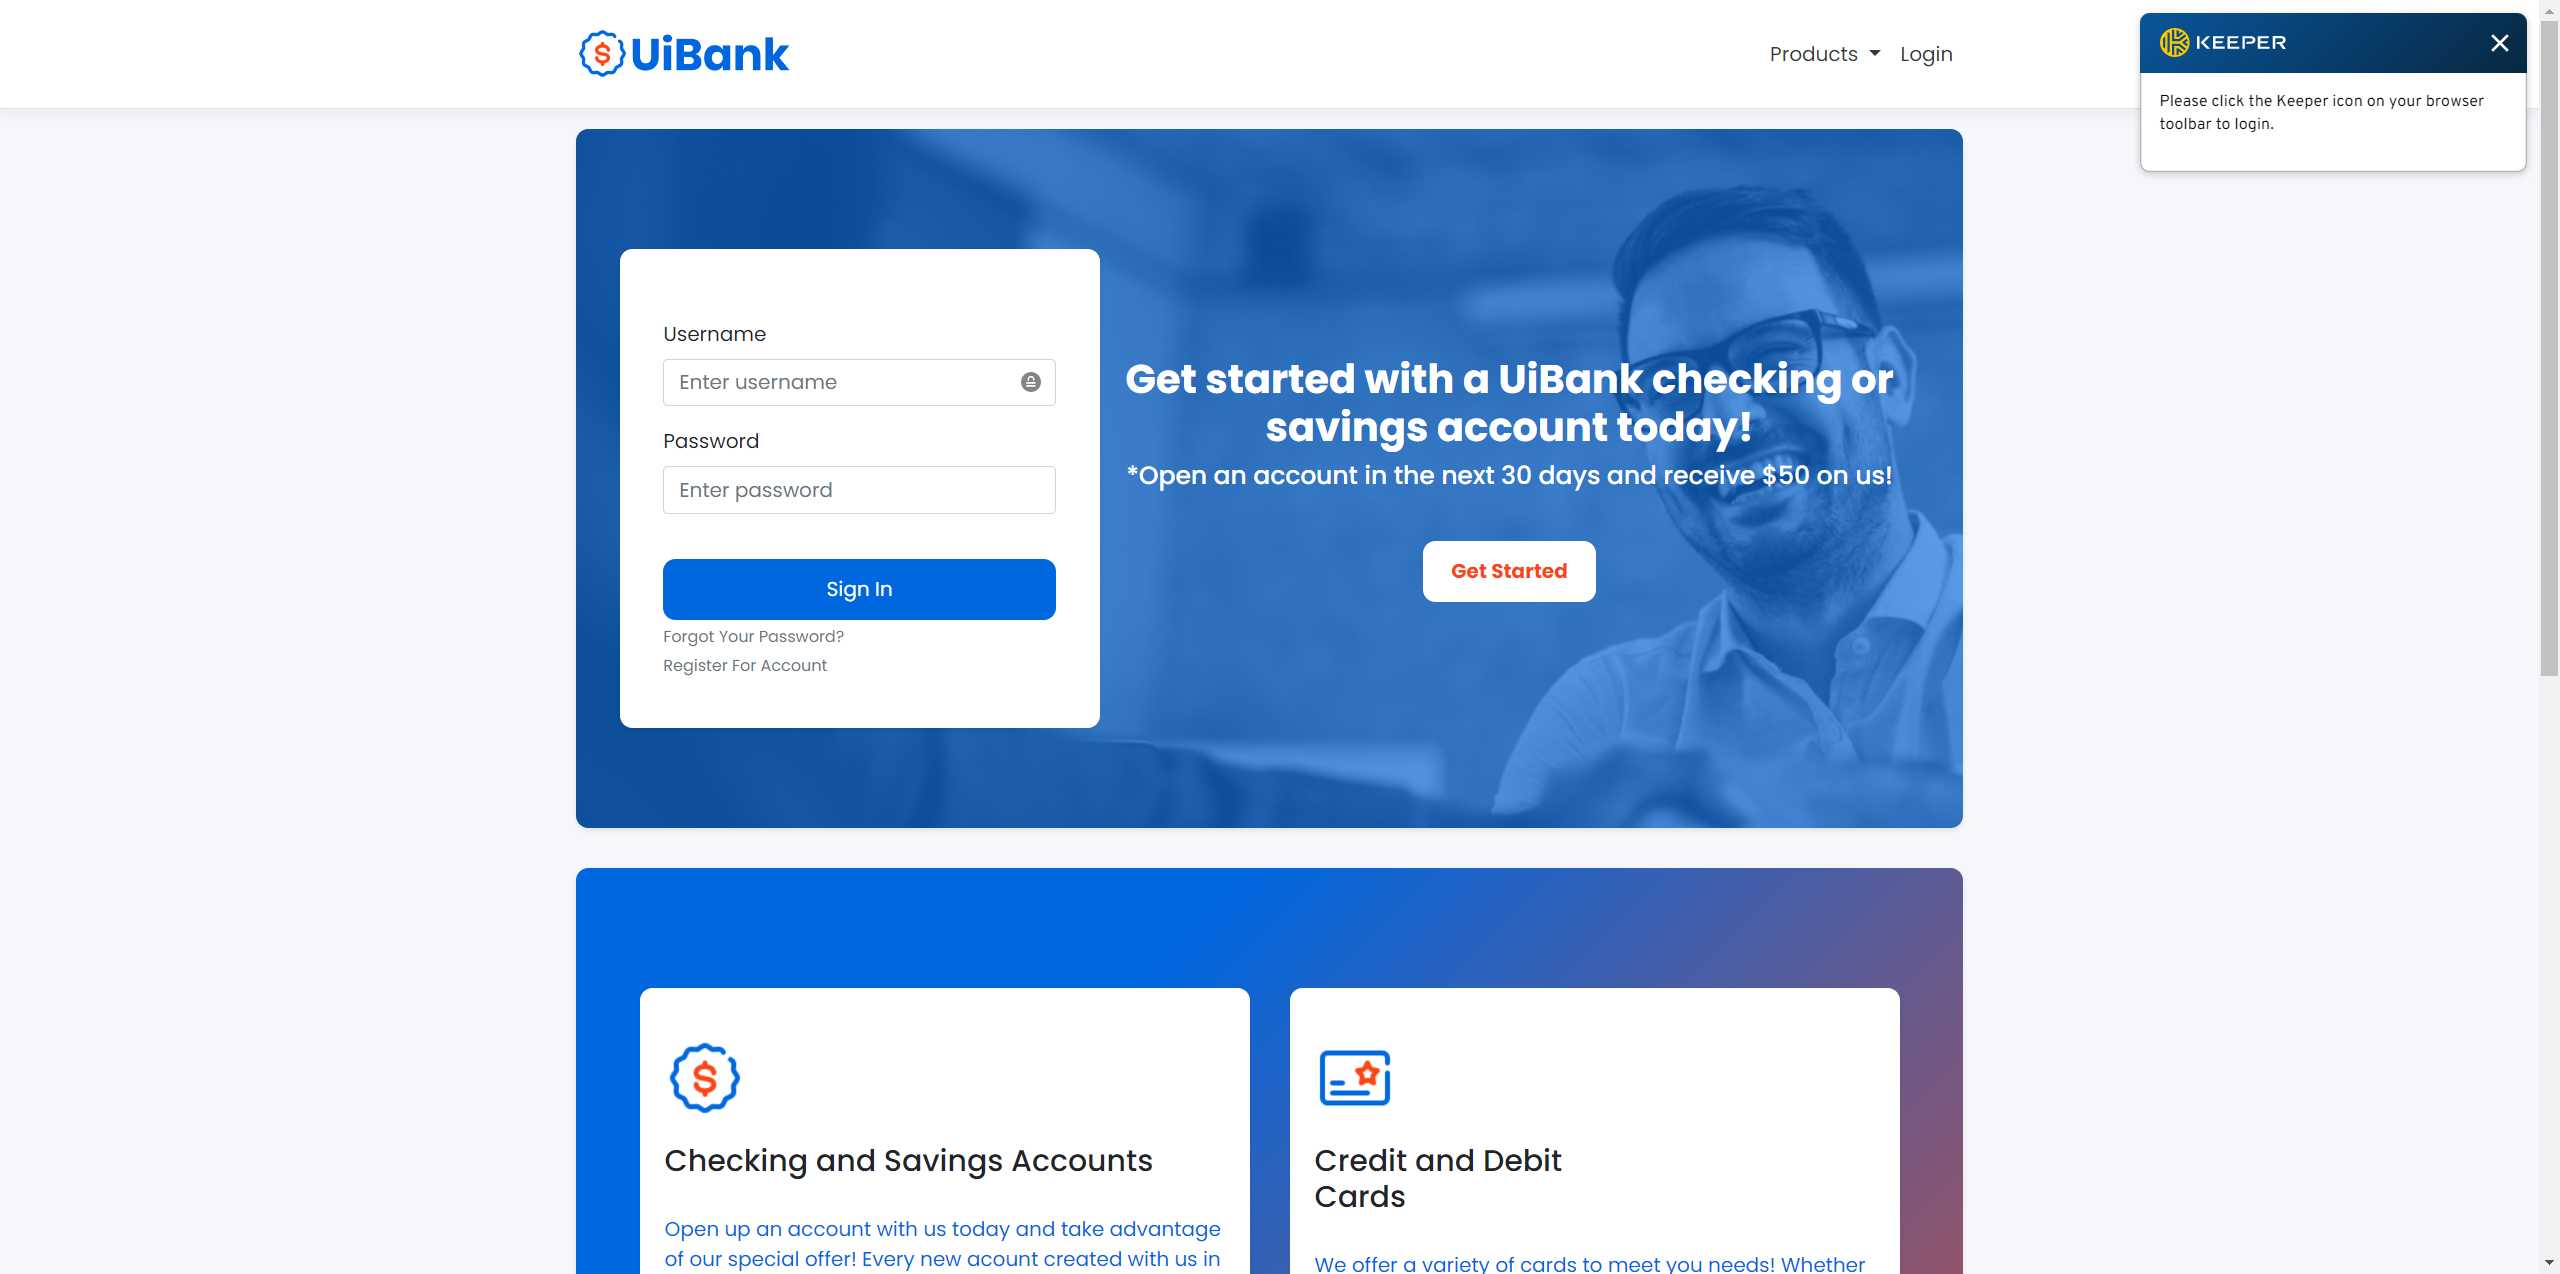 UiBank
Products
Login
KEEPER
Please click the Keeper icon on your browser
toolbar to login.
Username
Enter username
Password
Enter password
Sign In
Forgot Your Password?
Register For Account
Get started with a UiBank checking or
savings account today!
*Open an account in the next 30 days and receive $50 on us!
Get Started
Checking and Savings Accounts
Open up an account with us today and take advantage
of our special offer! Every new acount created with us in
Credit and Debit
Cards
We offer a variety of cards to meet you needs! Whether